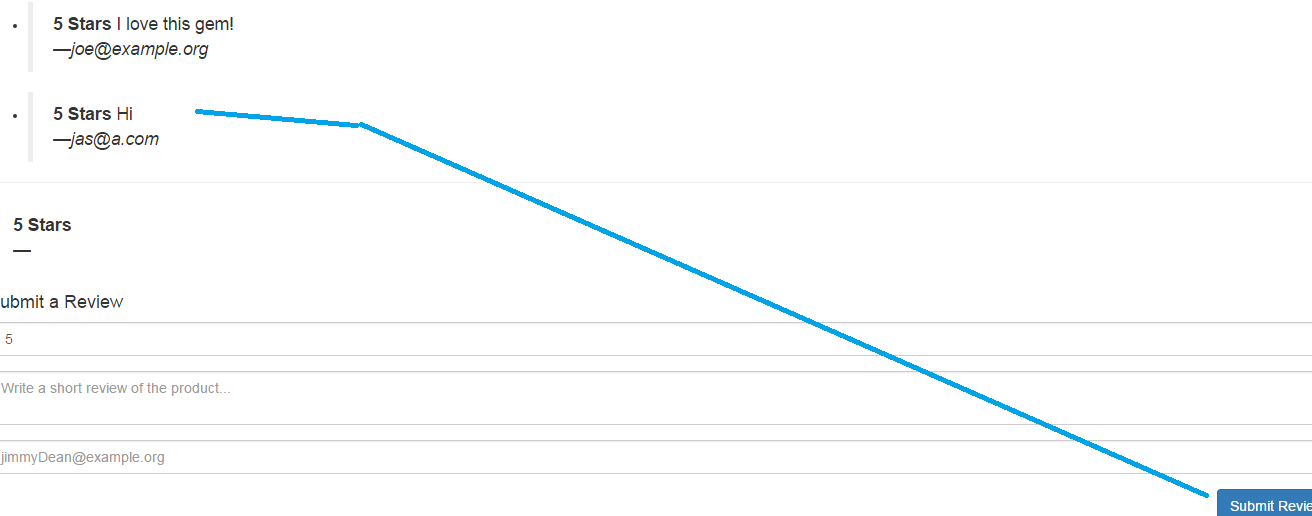 5 Stars I love this gem!
—joe@example.org
5 Stars Hi
—jas@a.com
5 Stars
—
ubmit a Review
5
Write a short review of the product...
jimmyDean@example.org
Submit Revie